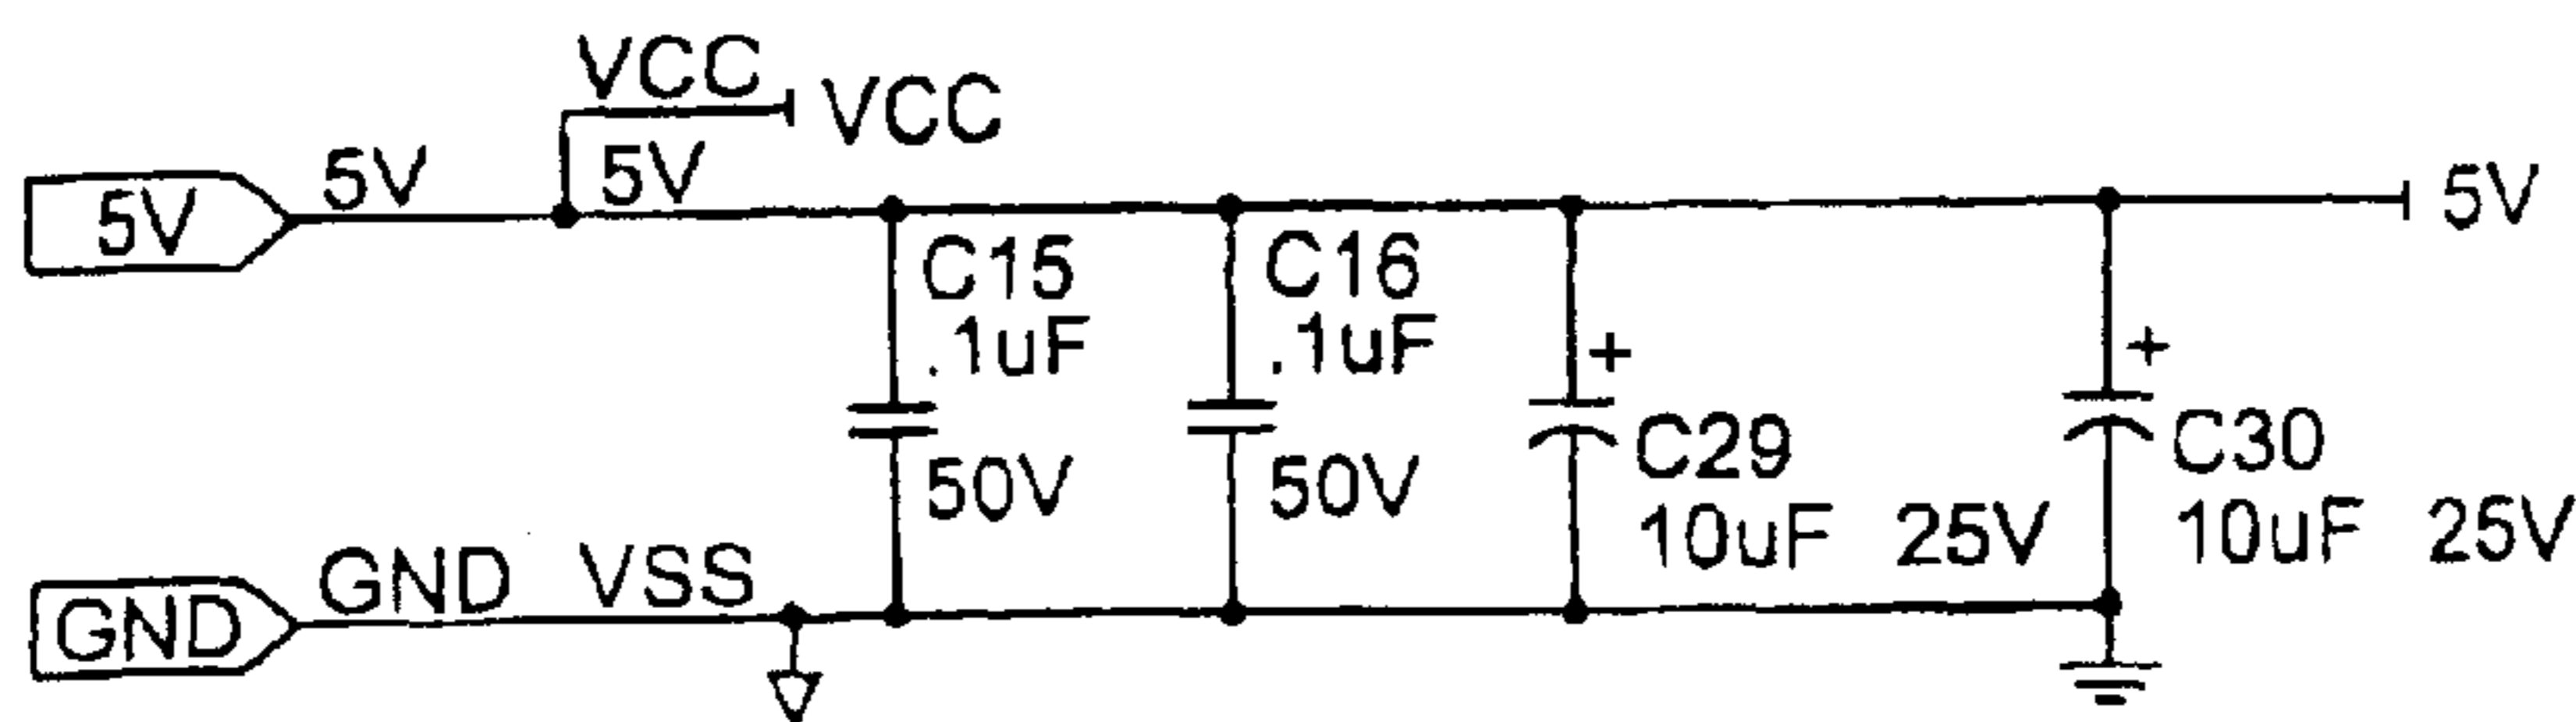 VCC
VCC
5V
5V
5V
5V
C15
.1uF
50V
C16
.1uF
50V
+
C29
10uF 25V
+
C30
10uF 25V
GND
GND
VSS